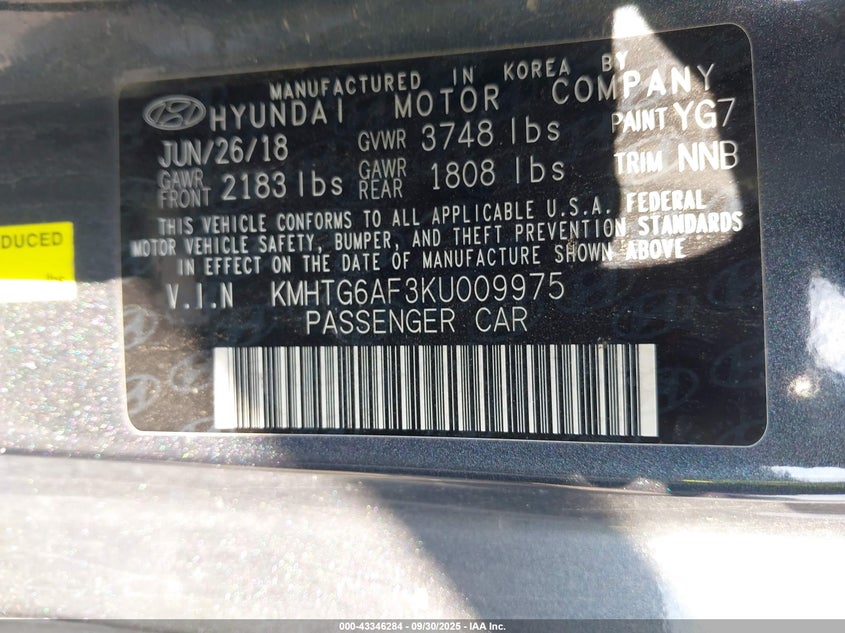 MANUFACTURED IN KOREA BY
HYUNDAI MOTOR COMPANY
JUN/26/18 GVWR 3748 lbs PAINT YG7
GAWR FRONT 2183 lbs GAWR REAR 1808 lbs TRIM NNB
THIS VEHICLE CONFORMS TO ALL APPLICABLE U.S.A. FEDERAL
MOTOR VEHICLE SAFETY, BUMPER, AND THEFT PREVENTION STANDARDS
IN EFFECT ON THE DATE OF MANUFACTURE SHOWN ABOVE
V.I.N KMHTG6AF3KU009975
PASSENGER CAR
DUCED
000-43346284 - 09/30/2025 - IAA, Inc. Copyright